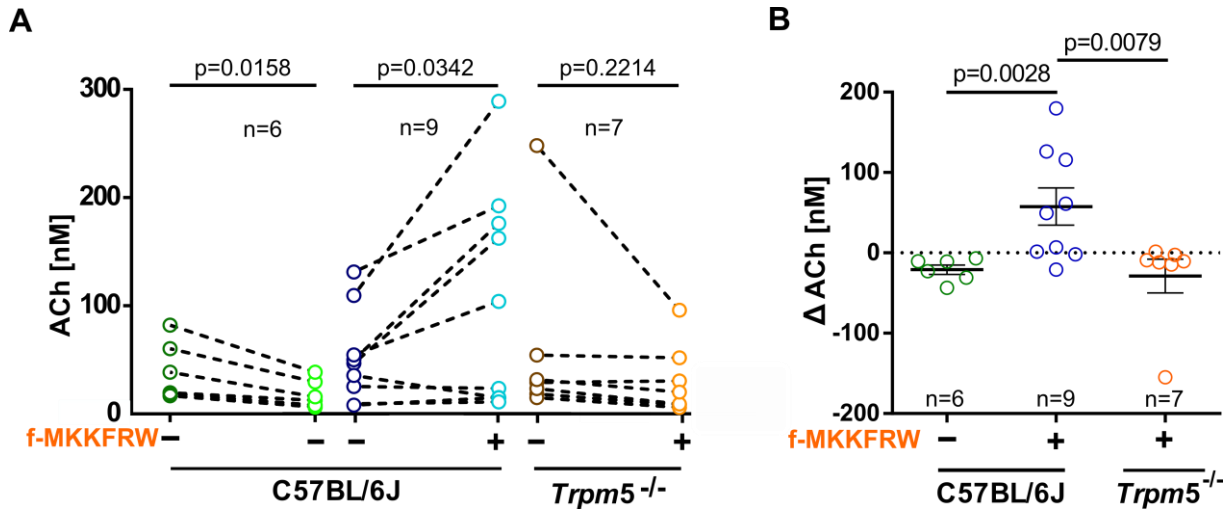 A
p=0.0158 p=0.0342 p=0.2214
300
n=6 n=9 n=7
200
ACh [nM]
100
0
f-MKKFRW − − − + − +
C57BL/6J Trpm5 -/-
B
p=0.0079
p=0.0028
200
100
Δ ACh [nM]
0
-100
-200
n=6 n=9 n=7
− + +
C57BL/6J Trpm5 -/-